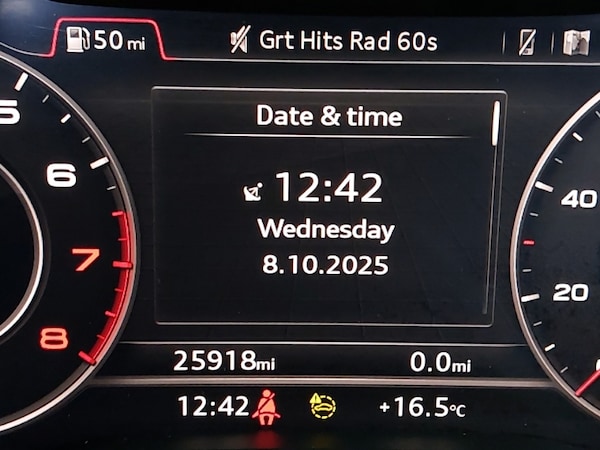 50 mi
Grt Hits Rad 60s
Date & time
12:42
Wednesday
8.10.2025
5
6
7
8
40
20
25918mi
0.0mi
12:42
+16.5°C